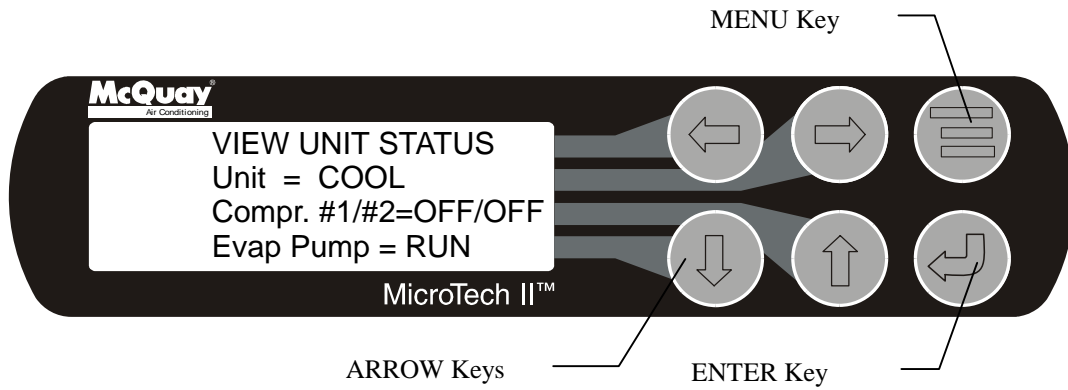 MENU Key
McQuay®
Air Conditioning
VIEW UNIT STATUS
Unit = COOL
Compr. #1/#2=OFF/OFF
Evap Pump = RUN
MicroTech II™
ARROW Keys
ENTER Key